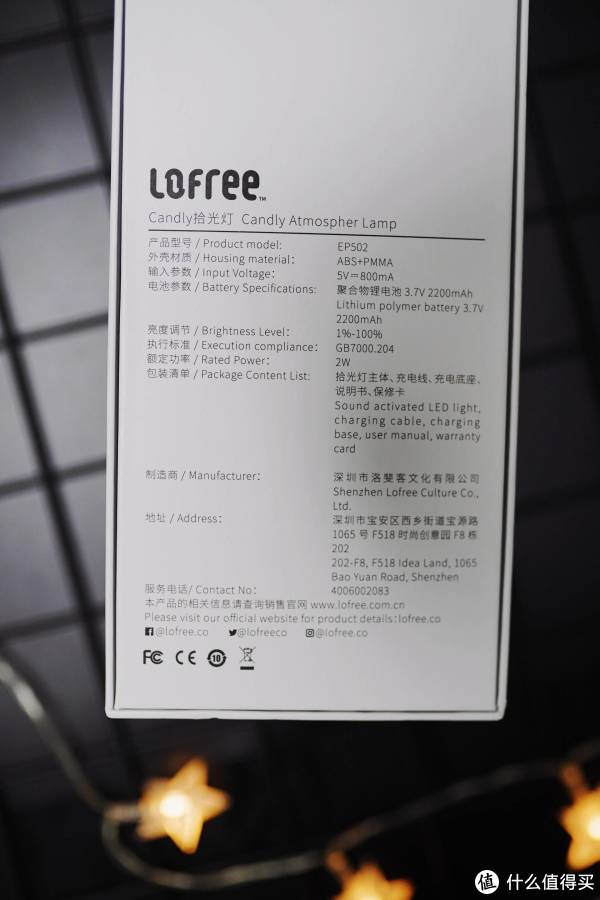 LOFree™
Candly拾光灯 Candly Atmospher Lamp
产品型号 / Product model: EP502
外壳材质 / Housing material: ABS+PMMA
输入参数 / Input Voltage: 5V⎓800mA
电池参数 / Battery Specifications: 聚合物锂电池 3.7V 2200mAh
Lithium polymer battery 3.7V
2200mAh
亮度调节 / Brightness Level: 1%-100%
执行标准 / Execution compliance: GB7000.204
额定功率 / Rated Power: 2W
包装清单 / Package Content List: 拾光灯主体、充电线、充电底座、
说明书、保修卡
Sound activated LED light,
charging cable, charging
base, user manual, warranty
card
制造商 / Manufacturer: 深圳市洛斐客文化有限公司
Shenzhen Lofree Culture Co.,
Ltd.
地址 / Address: 深圳市宝安区西乡街道宝源路
1065 号 F518 时尚创意园 F8 栋
202
202-F8, F518 Idea Land, 1065
Bao Yuan Road, Shenzhen
服务电话/ Contact No: 4006002083
本产品的相关信息请查询销售官网 www.lofree.com.cn
Please visit our official website for product details:lofree.co
@lofree.co @lofreeco @lofree.co
FC CE 10
值 什么值得买